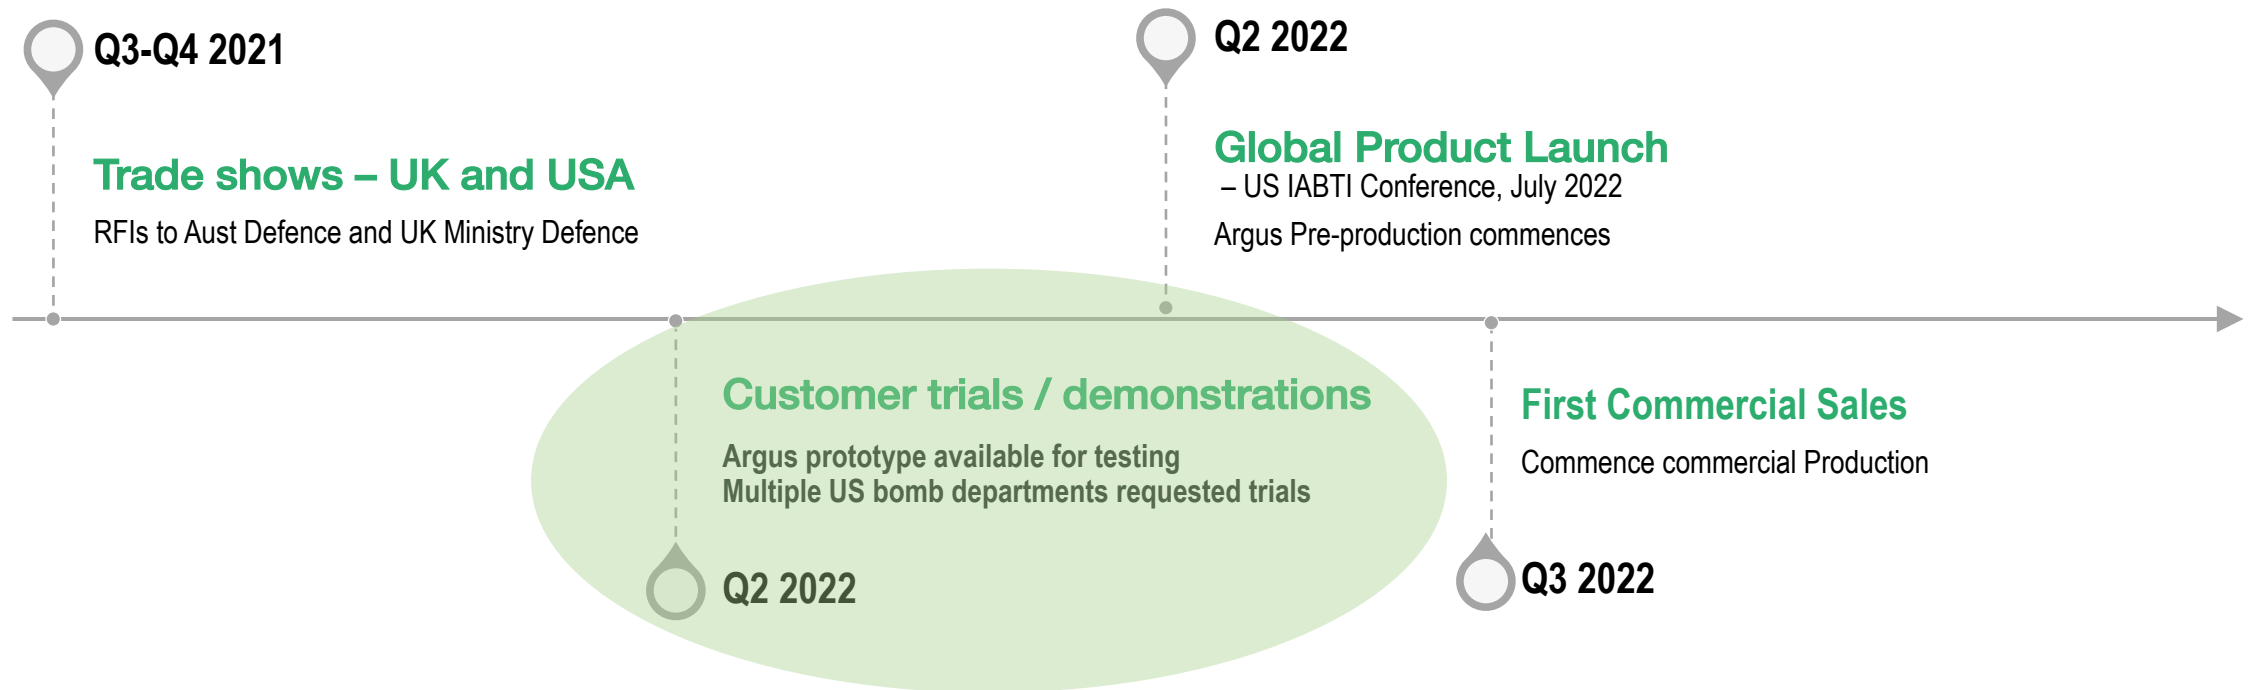 Q3-Q4 2021
Trade shows – UK and USA
RFIs to Aust Defence and UK Ministry Defence
Q2 2022
Global Product Launch
– US IABTI Conference, July 2022
Argus Pre-production commences
Customer trials / demonstrations
Argus prototype available for testing
Multiple US bomb departments requested trials
Q2 2022
First Commercial Sales
Commence commercial Production
Q3 2022